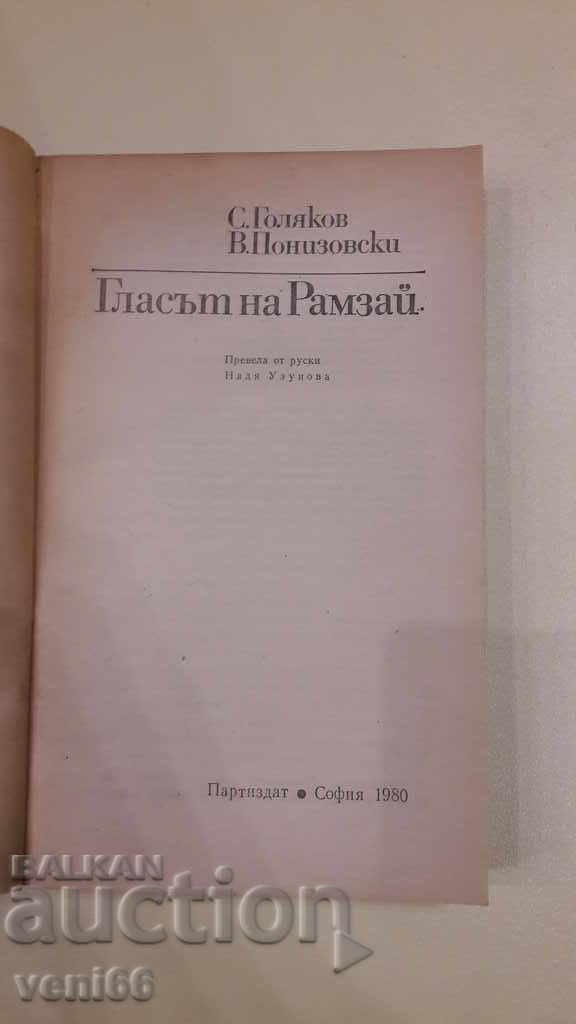 С. Голяков
В. Понизовски
Гласът на Рамзай
Превела от руски
Надя Узунова
Партиздат • София 1980
BALKAN
auction
veni66